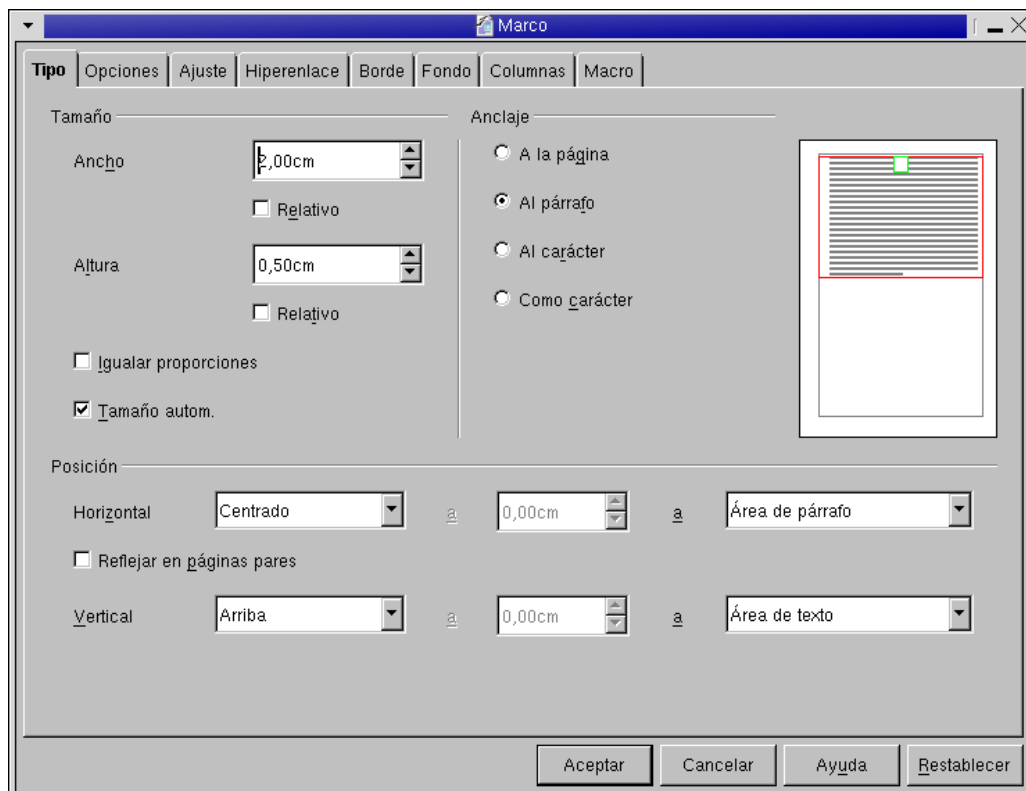 Marco
Tipo Opciones Ajuste Hiperenlace Borde Fondo Columnas Macro
Tamaño Anclaje
Ancho 2,00cm A la página
Relativo Al párrafo
Altura 0,50cm Al carácter
Relativo Como carácter
Igualar proporciones
Tamaño autom.
Posición
Horizontal Centrado a 0,00cm a Área de párrafo
Reflejar en páginas pares
Vertical Arriba a 0,00cm a Área de texto
Aceptar Cancelar Ayuda Restablecer